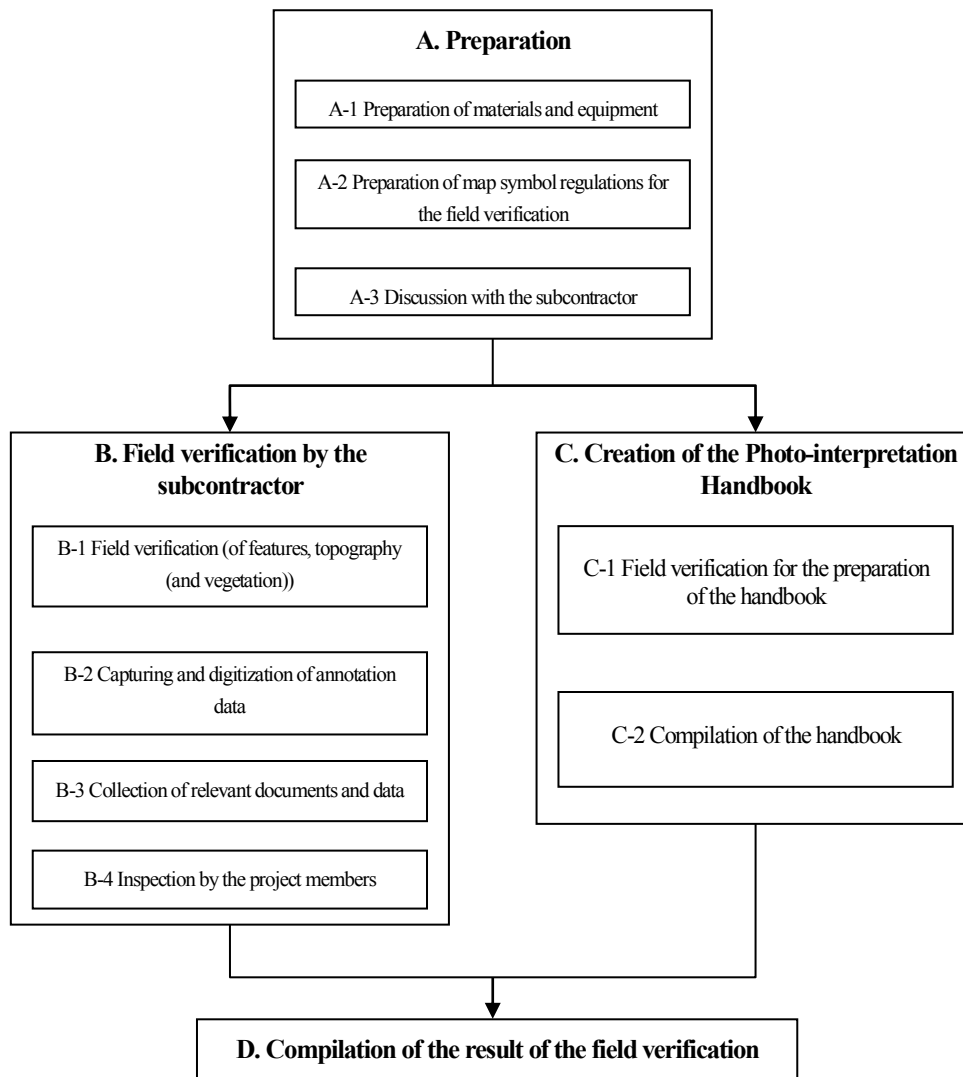 A. Preparation
A-1 Preparation of materials and equipment
A-2 Preparation of map symbol regulations for
the field verification
A-3 Discussion with the subcontractor
B. Field verification by the
subcontractor
B-1 Field verification (of features, topography
(and vegetation))
B-2 Capturing and digitization of annotation
data
B-3 Collection of relevant documents and data
B-4 Inspection by the project members
C. Creation of the Photo-interpretation
Handbook
C-1 Field verification for the preparation
of the handbook
C-2 Compilation of the handbook
D. Compilation of the result of the field verification